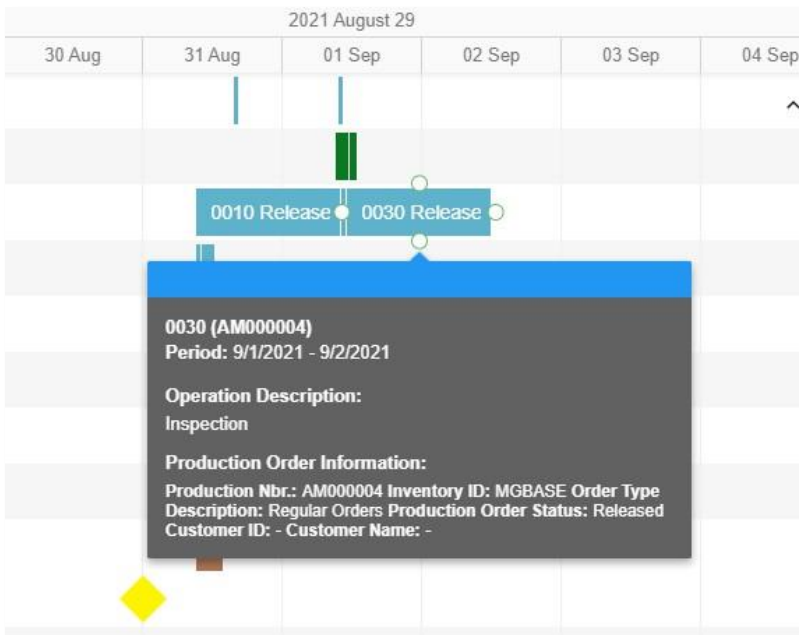 2021 August 29
30 Aug 31 Aug 01 Sep 02 Sep 03 Sep 04 Sep
0010 Release 0030 Release
0030 (AM000004)
Period: 9/1/2021 - 9/2/2021
Operation Description:
Inspection
Production Order Information:
Production Nbr.: AM000004 Inventory ID: MGBASE Order Type
Description: Regular Orders Production Order Status: Released
Customer ID: - Customer Name: -